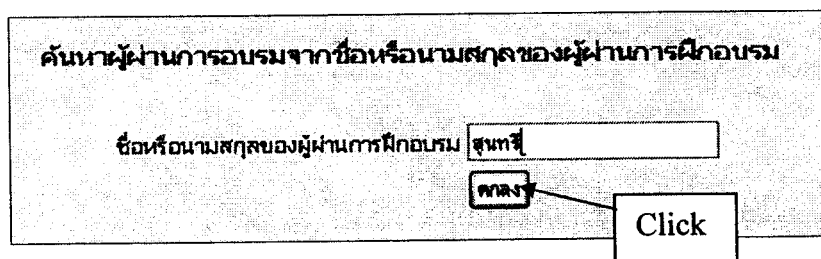 ค้นหาผู้ผ่านการอบรมจากชื่อหรือนามสกุลของผู้ผ่านการฝึกอบรม
ชื่อหรือนามสกุลของผู้ผ่านการฝึกอบรม สุนทรี
ตกลง
Click